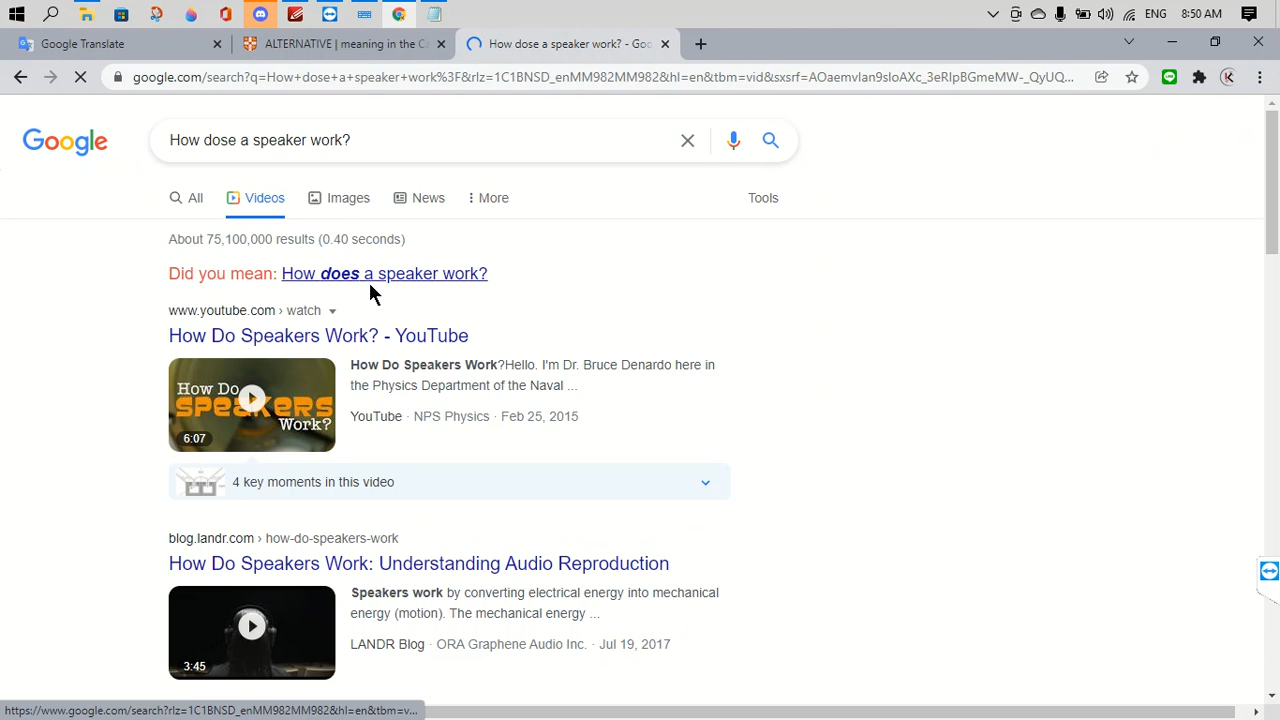 ENG 8:50 AM
Google Translate
ALTERNATIVE | meaning in the Ca
How dose a speaker work? - Goo
google.com/search?q=How+dose+a+speaker+work%3F&rlz=1C1BNSD_enMM982MM982&hl=en&tbm=vid&sxsrf=AOaemvlan9sloAXc_3eRIpBGmeMW-_QyUQ...
Google
How dose a speaker work?
All
Videos
Images
News
More
Tools
About 75,100,000 results (0.40 seconds)
Did you mean: How does a speaker work?
www.youtube.com › watch
How Do Speakers Work? - YouTube
How Do
SPEAKERS
Work?
6:07
How Do Speakers Work?Hello. I'm Dr. Bruce Denardo here in
the Physics Department of the Naval ...
YouTube · NPS Physics · Feb 25, 2015
4 key moments in this video
blog.landr.com › how-do-speakers-work
How Do Speakers Work: Understanding Audio Reproduction
3:45
Speakers work by converting electrical energy into mechanical
energy (motion). The mechanical energy ...
LANDR Blog · ORA Graphene Audio Inc. · Jul 19, 2017
https://www.google.com/search?rlz=1C1BNSD_enMM982MM982&hl=en&tbm=v...